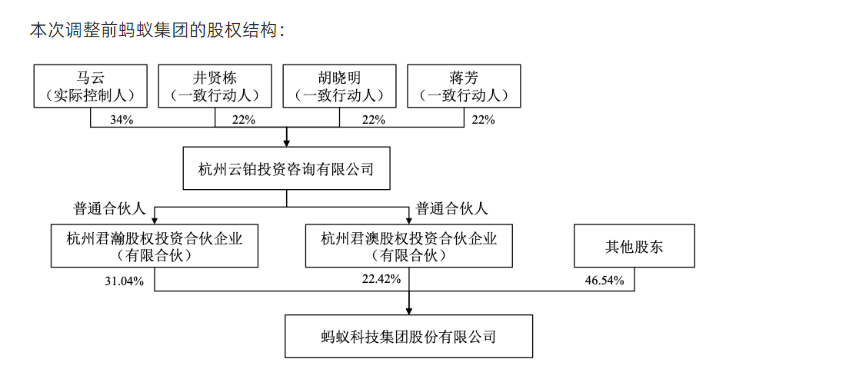 本次调整前蚂蚁集团的股权结构：
马云
（实际控制人）
井贤栋
（一致行动人）
胡晓明
（一致行动人）
蒋芳
（一致行动人）
34%
22%
22%
22%
杭州云铂投资咨询有限公司
普通合伙人
普通合伙人
杭州君瀚股权投资合伙企业
（有限合伙）
杭州君澳股权投资合伙企业
（有限合伙）
其他股东
31.04%
22.42%
46.54%
蚂蚁科技集团股份有限公司